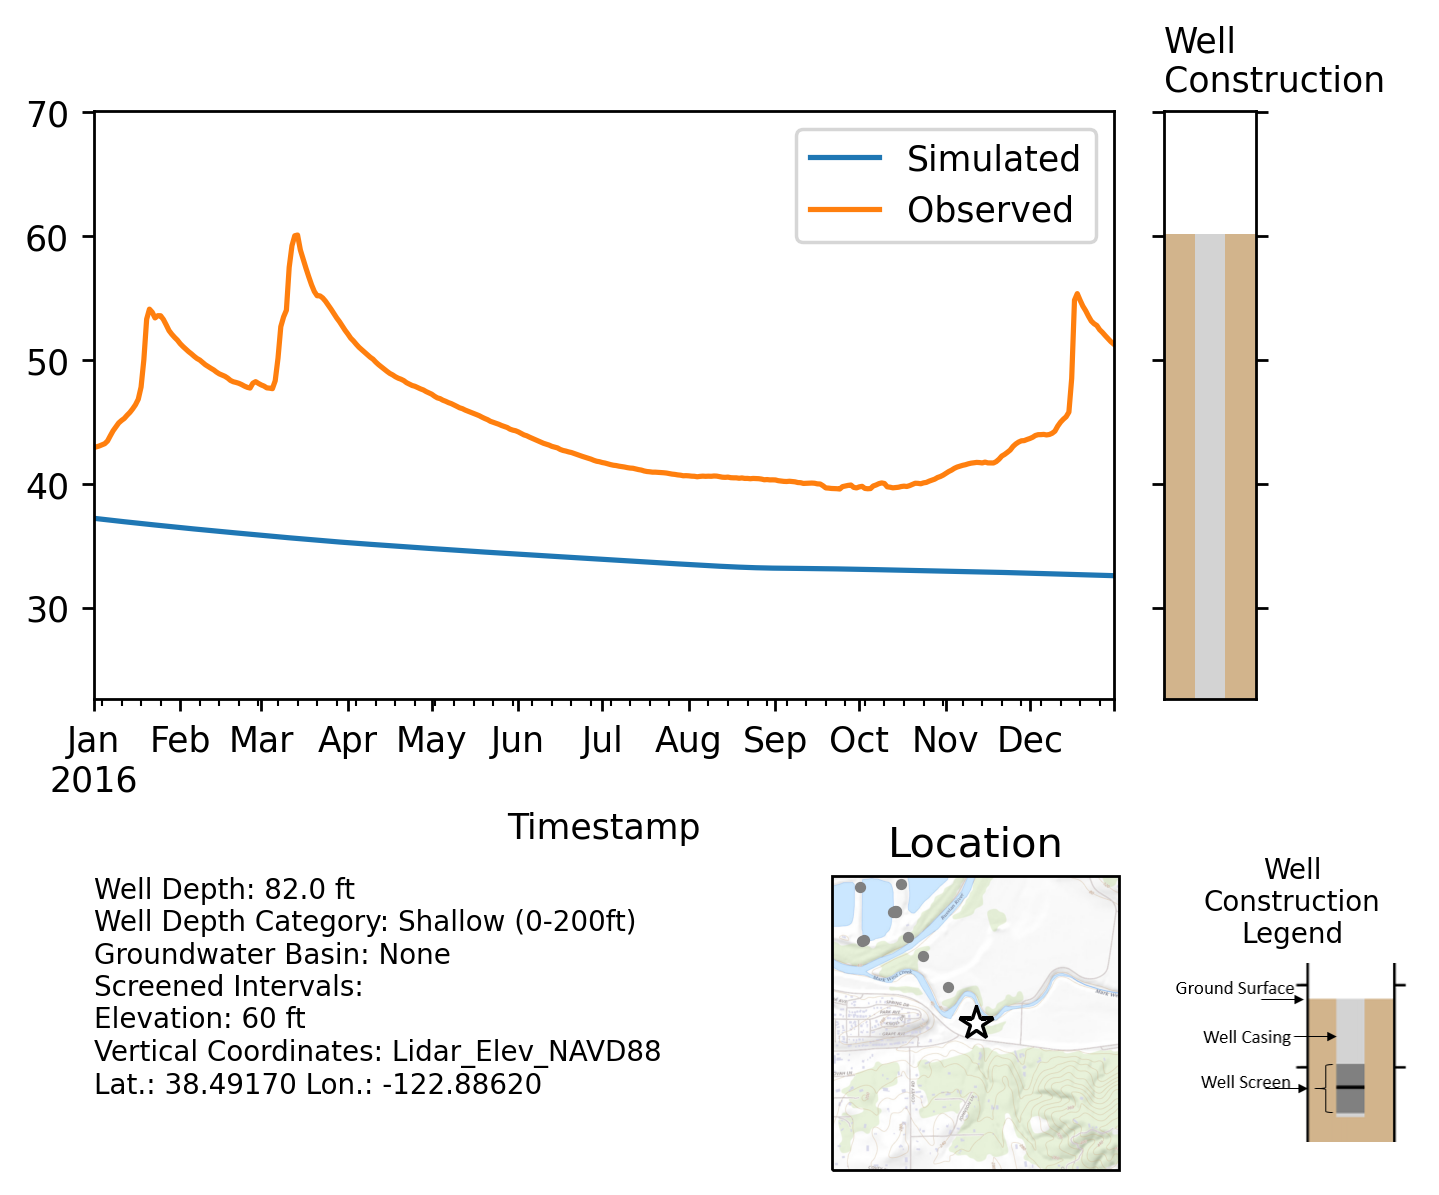 Well
Construction
70
60
50
40
30
Simulated
Observed
Jan Feb Mar Apr May Jun Jul Aug Sep Oct Nov Dec
2016
Timestamp
Well Depth: 82.0 ft
Well Depth Category: Shallow (0-200ft)
Groundwater Basin: None
Screened Intervals:
Elevation: 60 ft
Vertical Coordinates: Lidar_Elev_NAVD88
Lat.: 38.49170 Lon.: -122.88620
Location
Well
Construction
Legend
Ground Surface
Well Casing
Well Screen